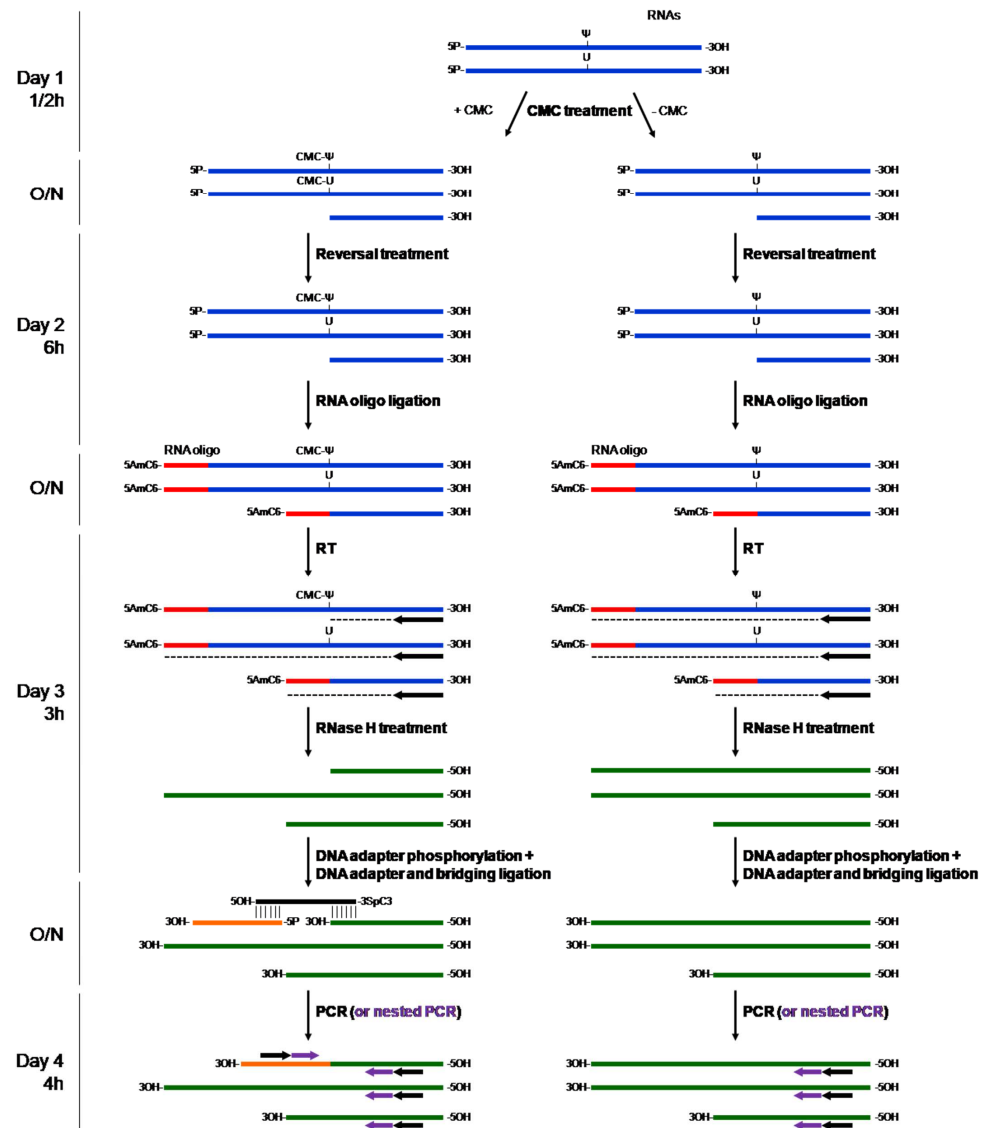 RNAs
Ψ
5P- -3OH
U
5P- -3OH
Day 1
1/2h
+ CMC CMC treatment - CMC
CMC-Ψ Ψ
5P- -3OH 5P- -3OH
CMC-U U
O/N 5P- -3OH 5P- -3OH
-3OH -3OH
Reversal treatment Reversal treatment
CMC-Ψ Ψ
5P- -3OH 5P- -3OH
U U
Day 2 5P- -3OH 5P- -3OH
6h -3OH -3OH
RNA oligo ligation RNA oligo ligation
RNA oligo CMC-Ψ RNA oligo Ψ
5AmC6- -3OH 5AmC6- -3OH
U U
O/N 5AmC6- -3OH 5AmC6- -3OH
5AmC6- -3OH 5AmC6- -3OH
RT RT
CMC-Ψ Ψ
5AmC6- -3OH 5AmC6- -3OH
U U
5AmC6- -3OH 5AmC6- -3OH
5AmC6- -3OH 5AmC6- -3OH
Day 3
3h
RNase H treatment RNase H treatment
-5OH -5OH
-5OH -5OH
-5OH -5OH
DNA adapter phosphorylation + DNA adapter phosphorylation +
DNA adapter and bridging ligation DNA adapter and bridging ligation
5OH- -3SpC3
3OH- -5P 3OH- -5OH 3OH- -5OH
O/N
3OH- -5OH 3OH- -5OH
3OH- -5OH 3OH- -5OH
PCR (or nested PCR) PCR (or nested PCR)
Day 4
4h
3OH- -5OH 3OH- -5OH
3OH- -5OH 3OH- -5OH
3OH- -5OH 3OH- -5OH